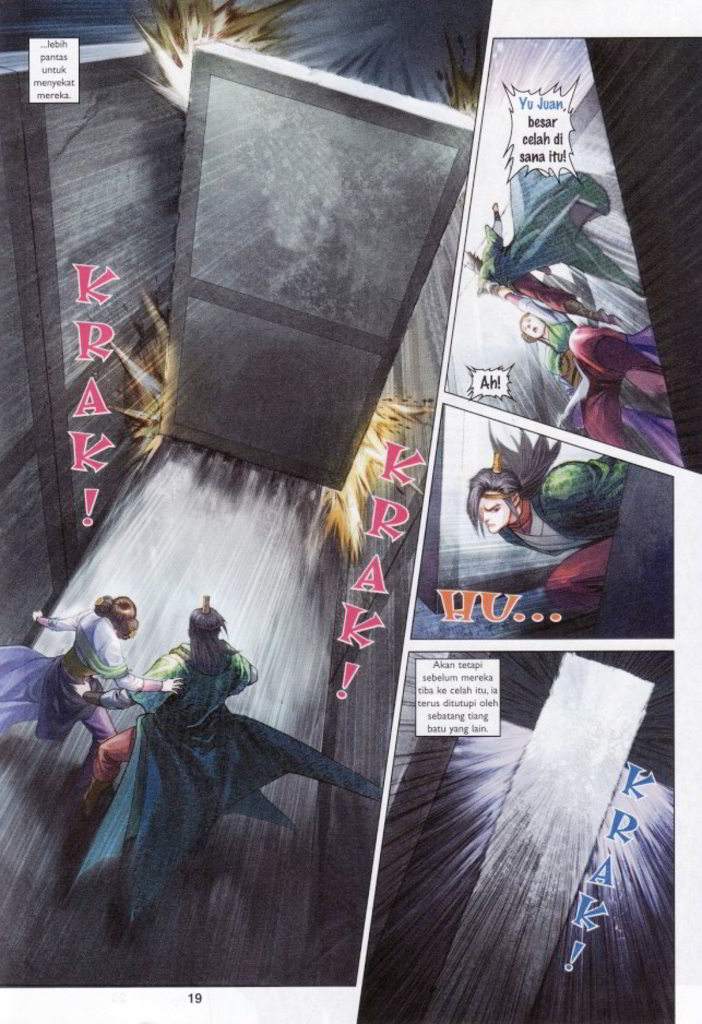 ...lebih
pantas
untuk
menyekat
mereka.
KRAK!
KRAK!
Yu Juan,
besar
celah di
sana itu!
Ah!
HU...
Akan tetapi
sebelum mereka
tiba ke celah itu, ia
terus ditutupi oleh
sebatang tiang
batu yang lain.
KRAK!
19